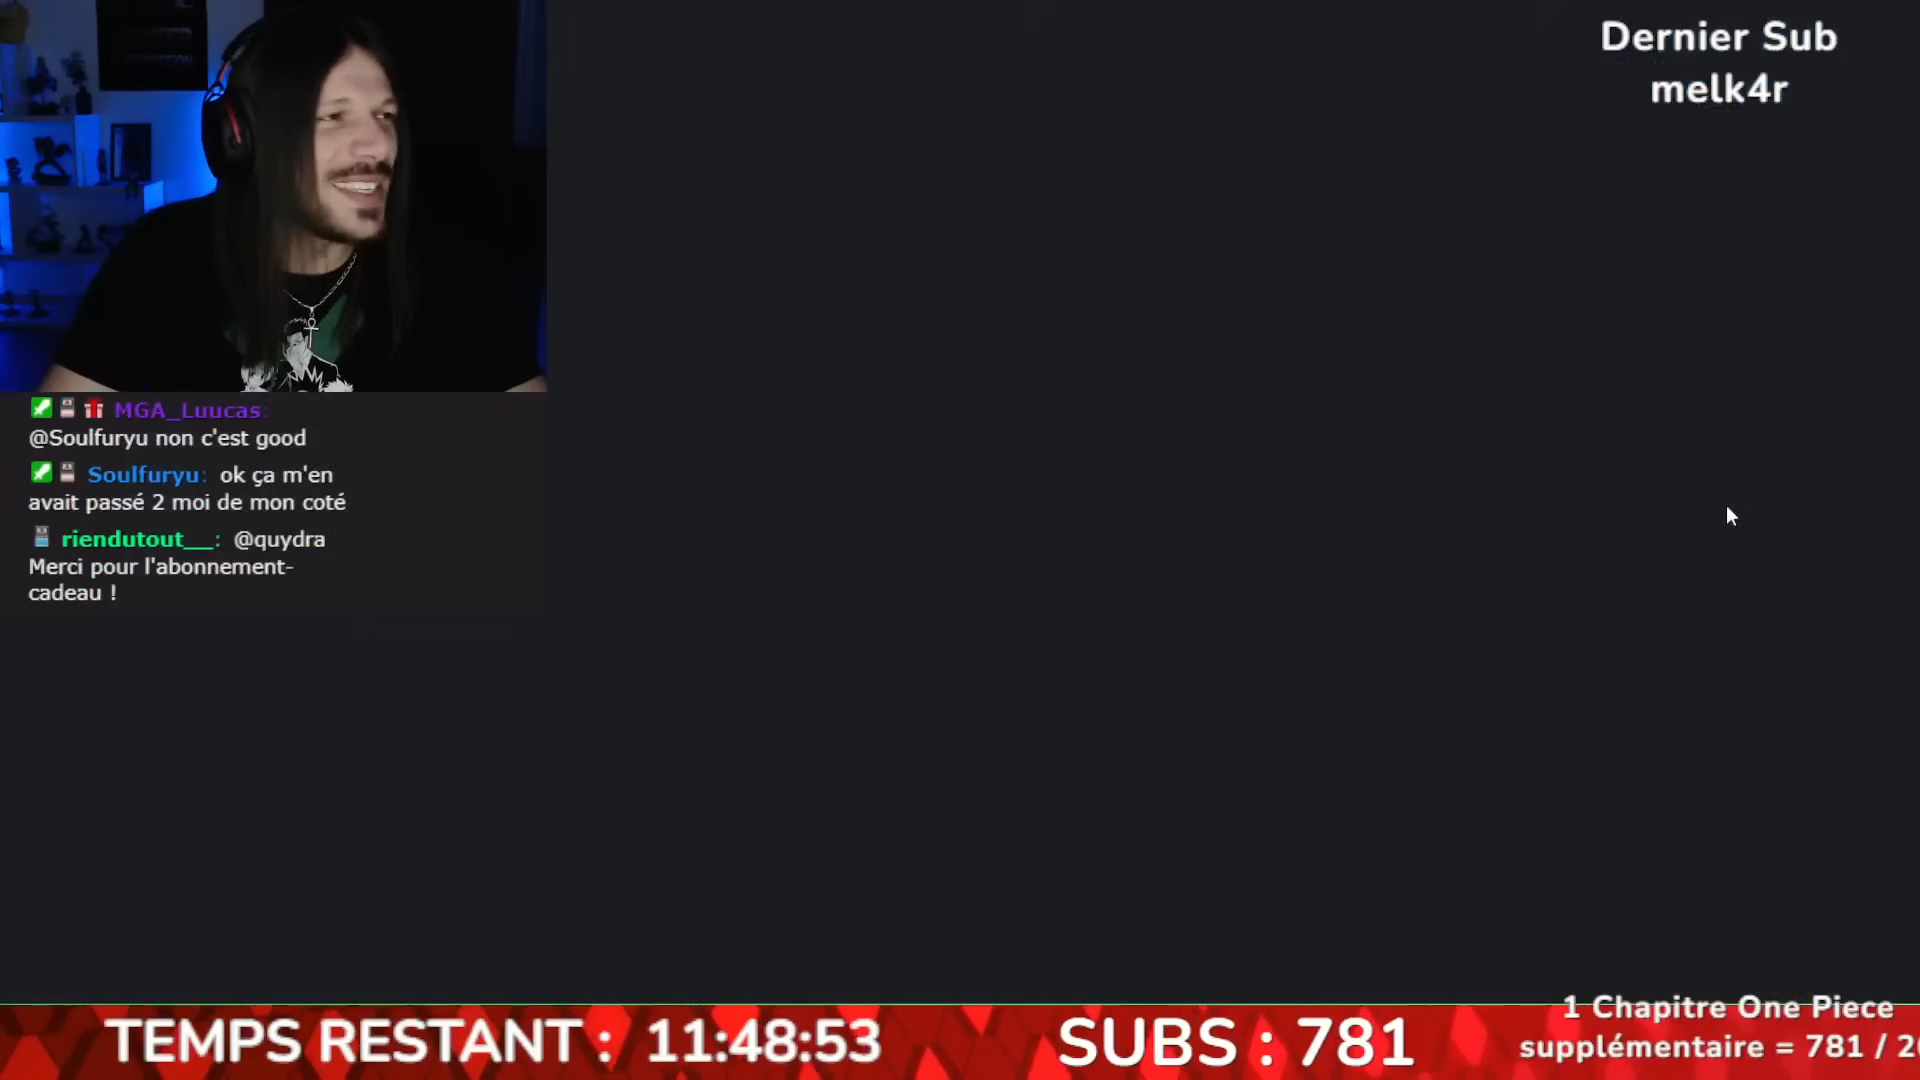 Dernier Sub
melk4r
MGA_Luucas:
@Soulfuryu non c'est good
Soulfuryu: ok ça m'en
avait passé 2 moi de mon coté
riendutout__: @quydra
Merci pour l'abonnement-
cadeau !
TEMPS RESTANT : 11:48:53
SUBS : 781
1 Chapitre One Piece
supplémentaire = 781 /